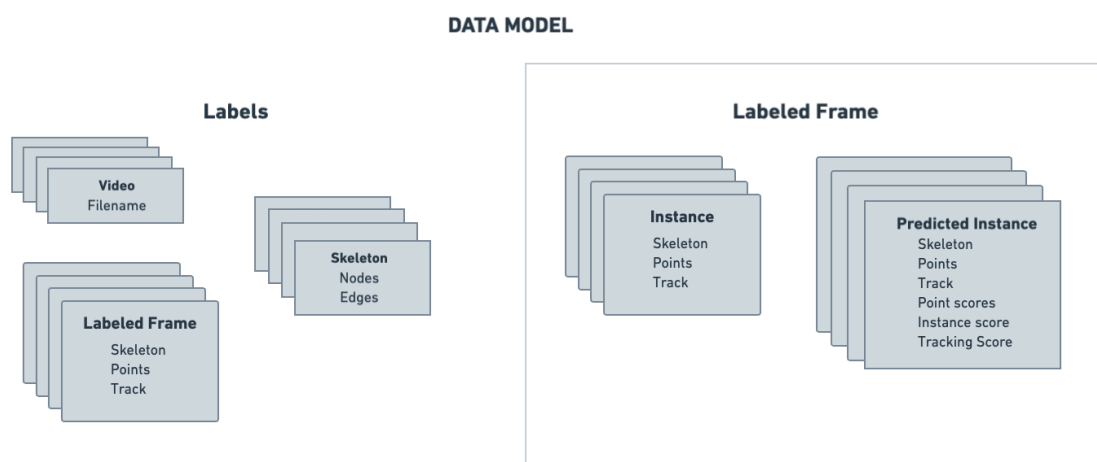 DATA MODEL
Labels
Video
Filename
Skeleton
Nodes
Edges
Labeled Frame
Skeleton
Points
Track
Labeled Frame
Instance
Skeleton
Points
Track
Predicted Instance
Skeleton
Points
Track
Point scores
Instance score
Tracking Score